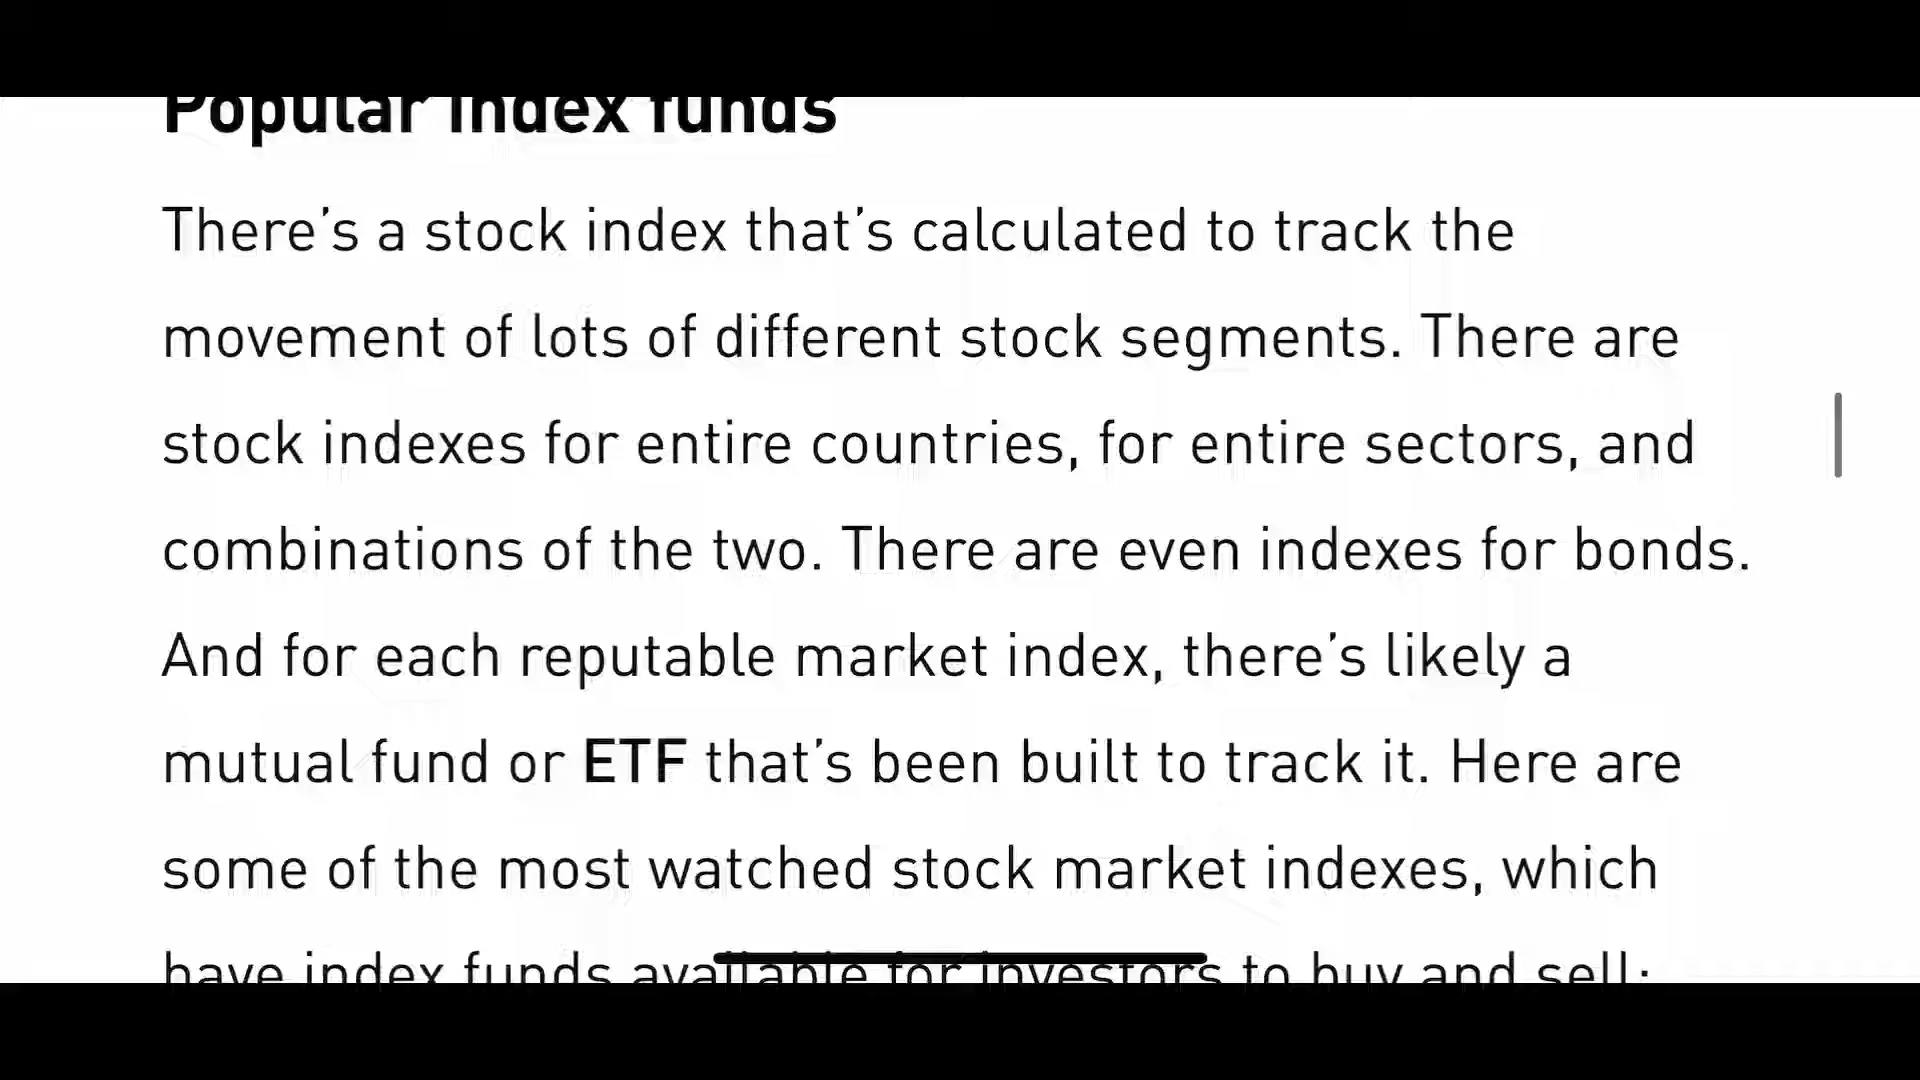 Popular index funds
There’s a stock index that’s calculated to track the
movement of lots of different stock segments. There are
stock indexes for entire countries, for entire sectors, and
combinations of the two. There are even indexes for bonds.
And for each reputable market index, there’s likely a
mutual fund or ETF that’s been built to track it. Here are
some of the most watched stock market indexes, which
have index funds available for investors to buy and sell: